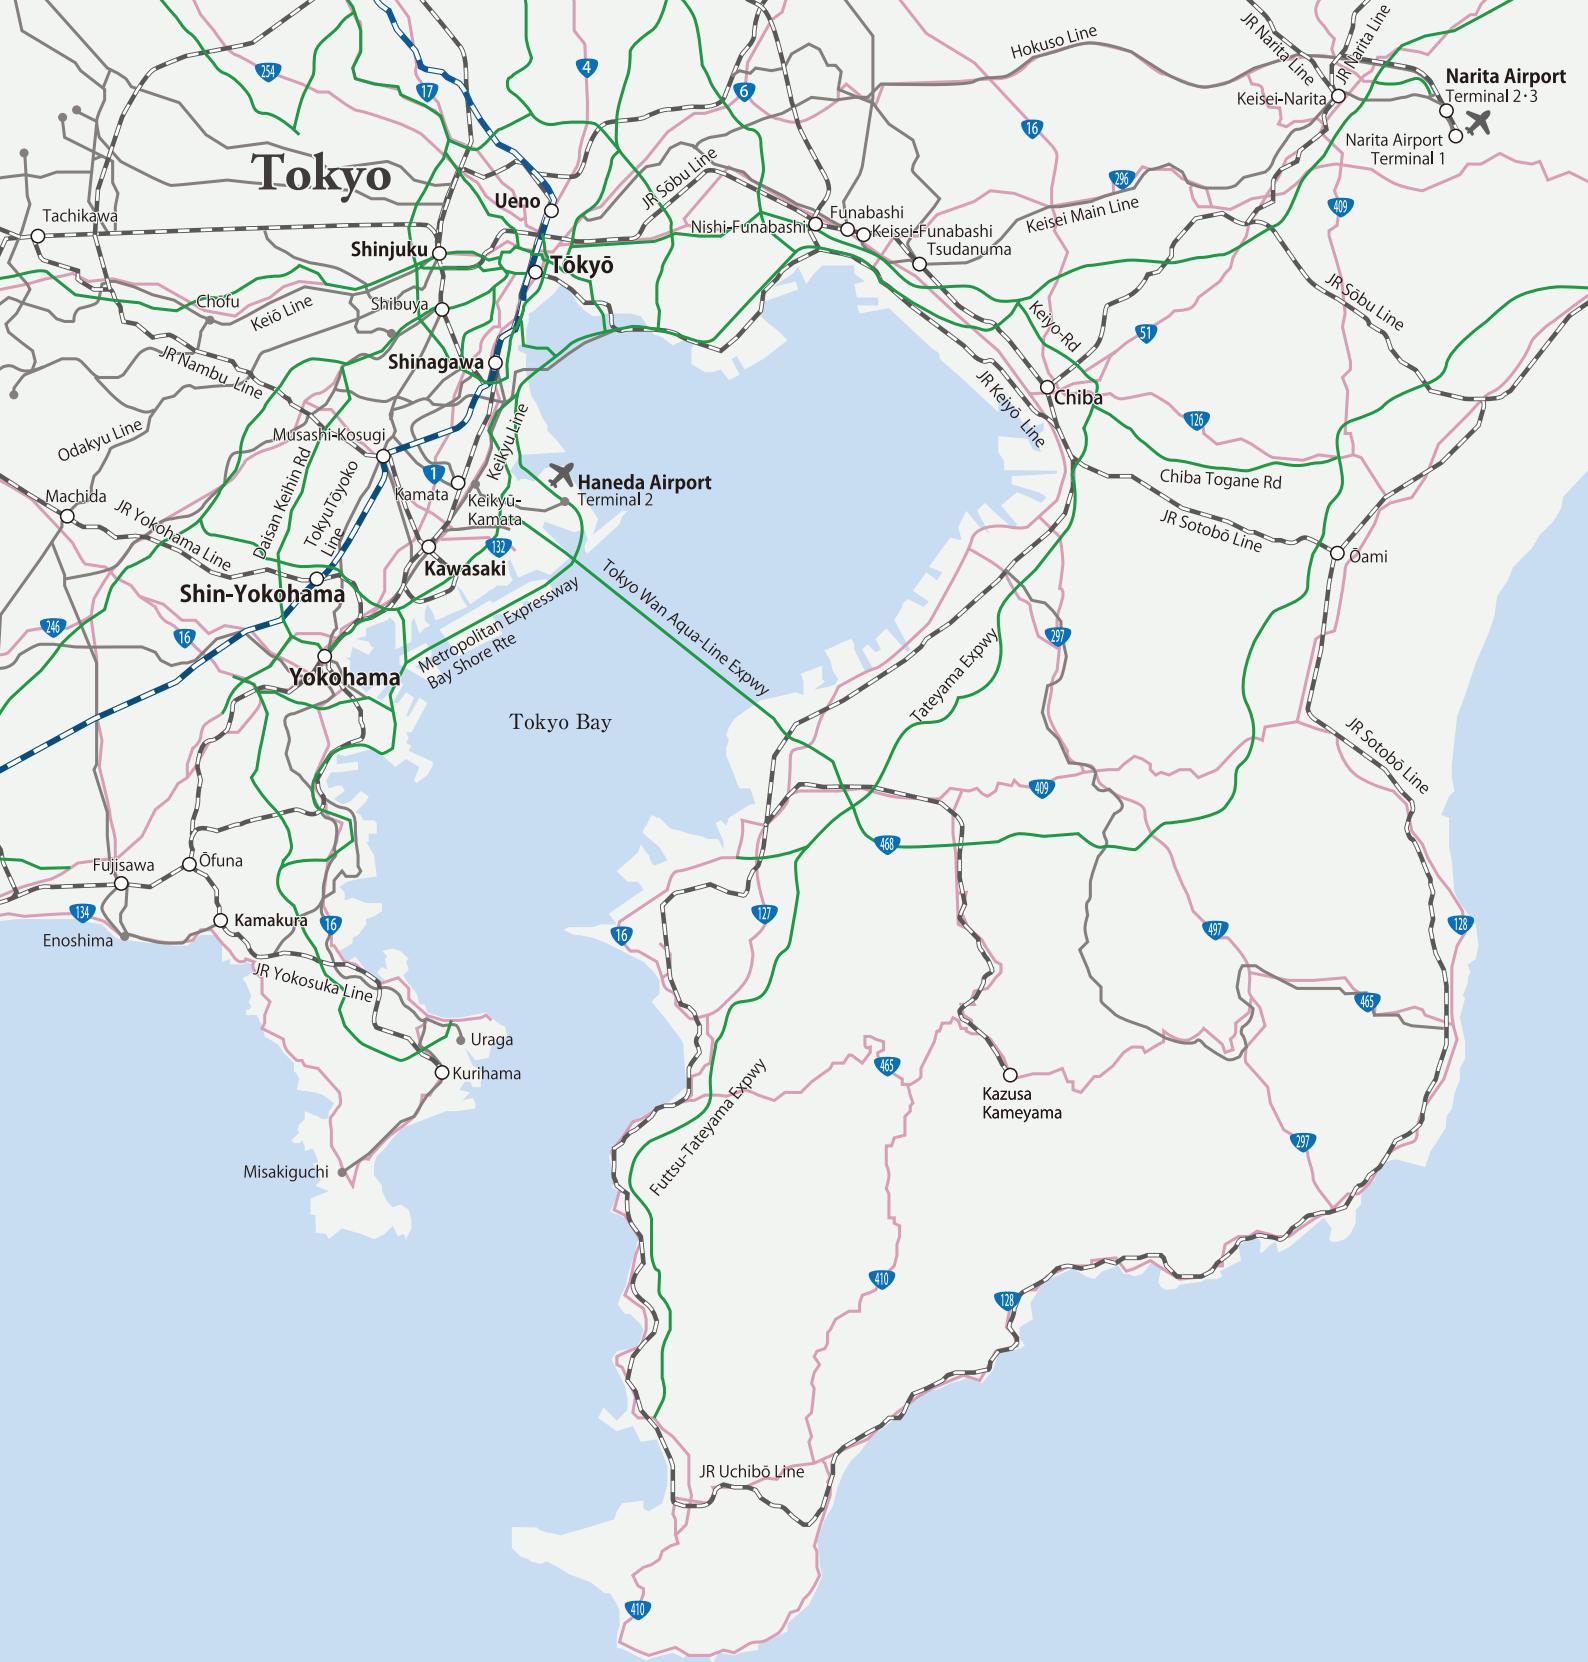 JR Narita Line
JR Narita Line
Hokuso Line
254
4
17
6
Narita Airport
Terminal 2・3
Keisei-Narita
16
Narita Airport
Terminal 1
Tokyo
JR Sōbu Line
296
Ueno
409
Tachikawa
Funabashi
Nishi-Funabashi
Keisei-Funabashi
Keisei Main Line
Shinjuku
Tsudanuma
Tōkyō
Chōfu
Shibuya
Keiō Line
JR Sōbu Line
Keiyo-Rd
51
JR Nambu Line
Shinagawa
JR Keiyō Line
Chiba
126
Odakyu Line
Musashi-Kosugi
Keikyu Line
1
Haneda Airport
Terminal 2
Chiba Togane Rd
Machida
Kamata
Keikyū-
Kamata
JR Yokohama Line
Daisan Keihin Rd
Tokyu Tōyoko
Line
132
JR Sotobō Line
Ōami
Kawasaki
Shin-Yokohama
Tokyo Wan Aqua-Line Expwy
Metropolitan Expressway
Bay Shore Rte
246
16
297
Yokohama
Tateyama Expwy
Tokyo Bay
JR Sotobō Line
409
468
Fujisawa
Ōfuna
134
Kamakura
16
127
16
497
128
Enoshima
JR Yokosuka Line
465
Uraga
Kurihama
465
Kazusa
Kameyama
Futtsu-Tateyama Expwy
297
Misakiguchi
410
128
JR Uchibō Line
410